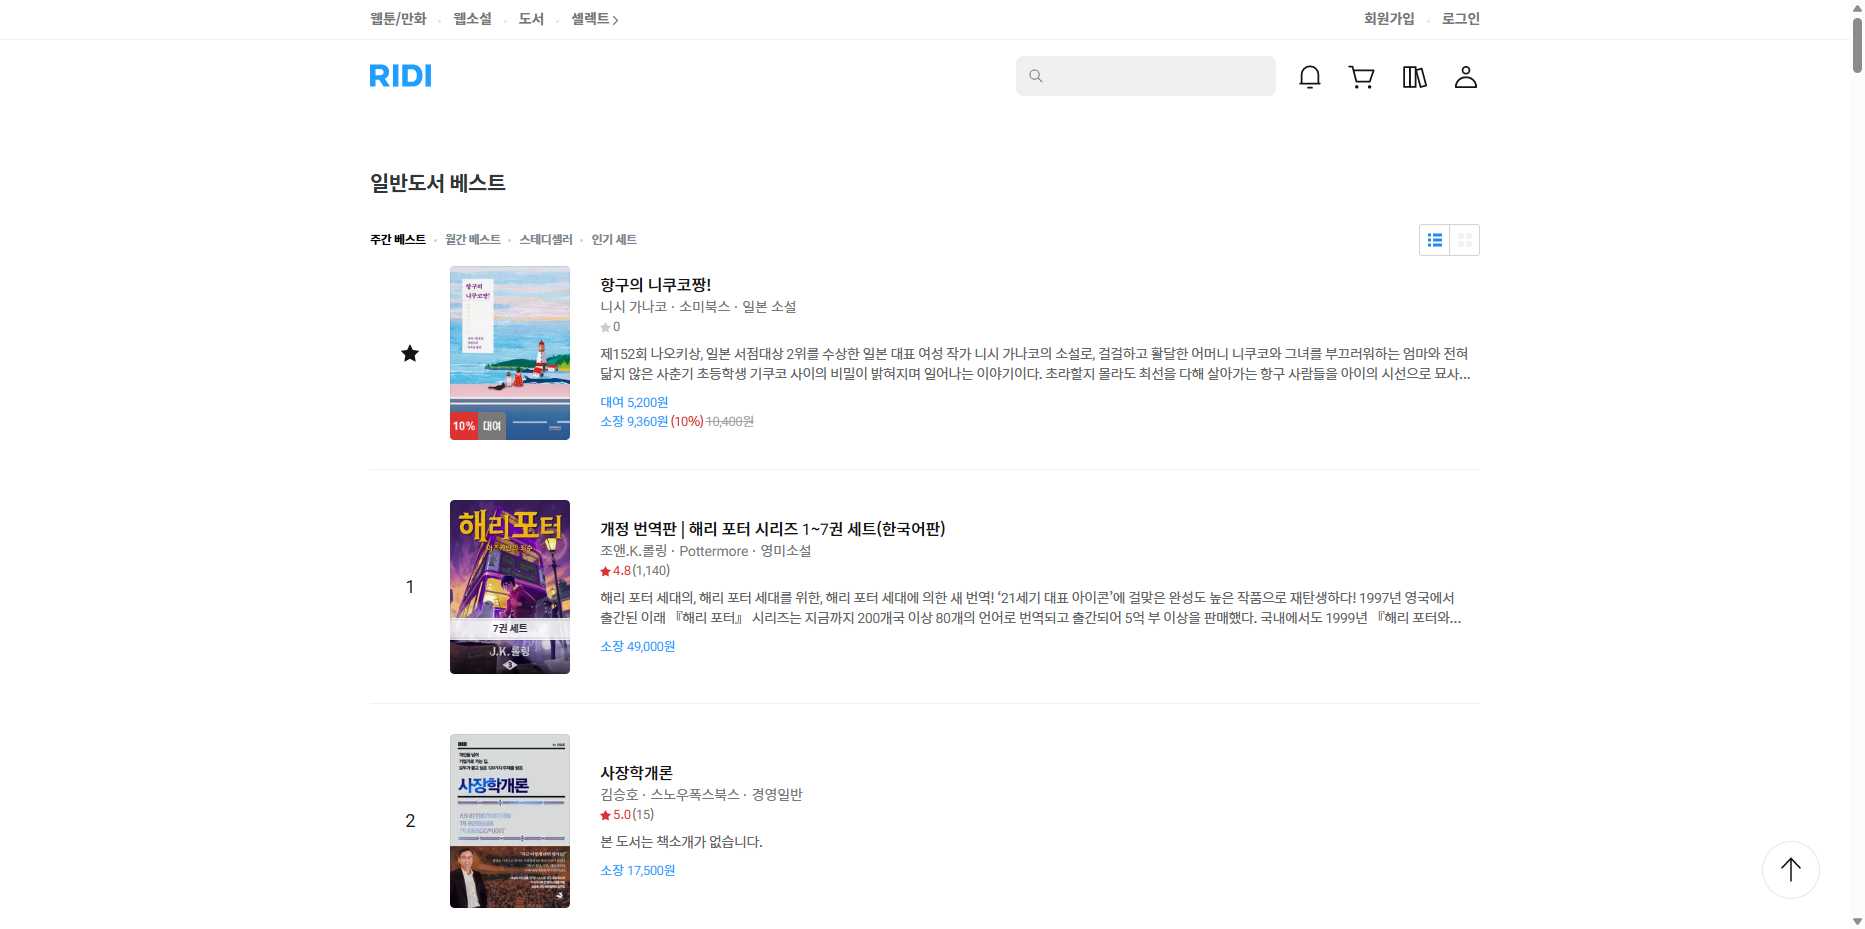 웹툰/만화 · 웹소설 · 도서 · 셀렉트
회원가입 · 로그인
RIDI
일반도서 베스트
주간 베스트 · 월간 베스트 · 스테디셀러 · 인기 세트
항구의
니쿠코짱!
10% 대여
항구의 니쿠코짱!
니시 가나코 · 소미북스 · 일본 소설
0
제152회 나오키상, 일본 서점대상 2위를 수상한 일본 대표 여성 작가 니시 가나코의 소설로, 걸걸하고 활달한 어머니 니쿠코와 그녀를 부끄러워하는 엄마와 전혀
닮지 않은 사춘기 초등학생 기쿠코 사이의 비밀이 밝혀지며 일어나는 이야기이다. 초라할지 몰라도 최선을 다해 살아가는 항구 사람들을 아이의 시선으로 묘사...
대여 5,200원
소장 9,360원 (10%) 10,400원
1
해리포터
7권 세트
J.K.롤링
3
개정 번역판 | 해리 포터 시리즈 1~7권 세트(한국어판)
조앤.K.롤링 · Pottermore · 영미소설
4.8(1,140)
해리 포터 세대의, 해리 포터 세대를 위한, 해리 포터 세대에 의한 새 번역! ‘21세기 대표 아이콘’에 걸맞은 완성도 높은 작품으로 재탄생하다! 1997년 영국에서
출간된 이래 『해리 포터』 시리즈는 지금까지 200개국 이상 80개의 언어로 번역되고 출간되어 5억 부 이상을 판매했다. 국내에서도 1999년 『해리 포터와...
소장 49,000원
2
사장학개론
사장학개론
김승호 · 스노우폭스북스 · 경영일반
5.0(15)
본 도서는 책소개가 없습니다.
소장 17,500원